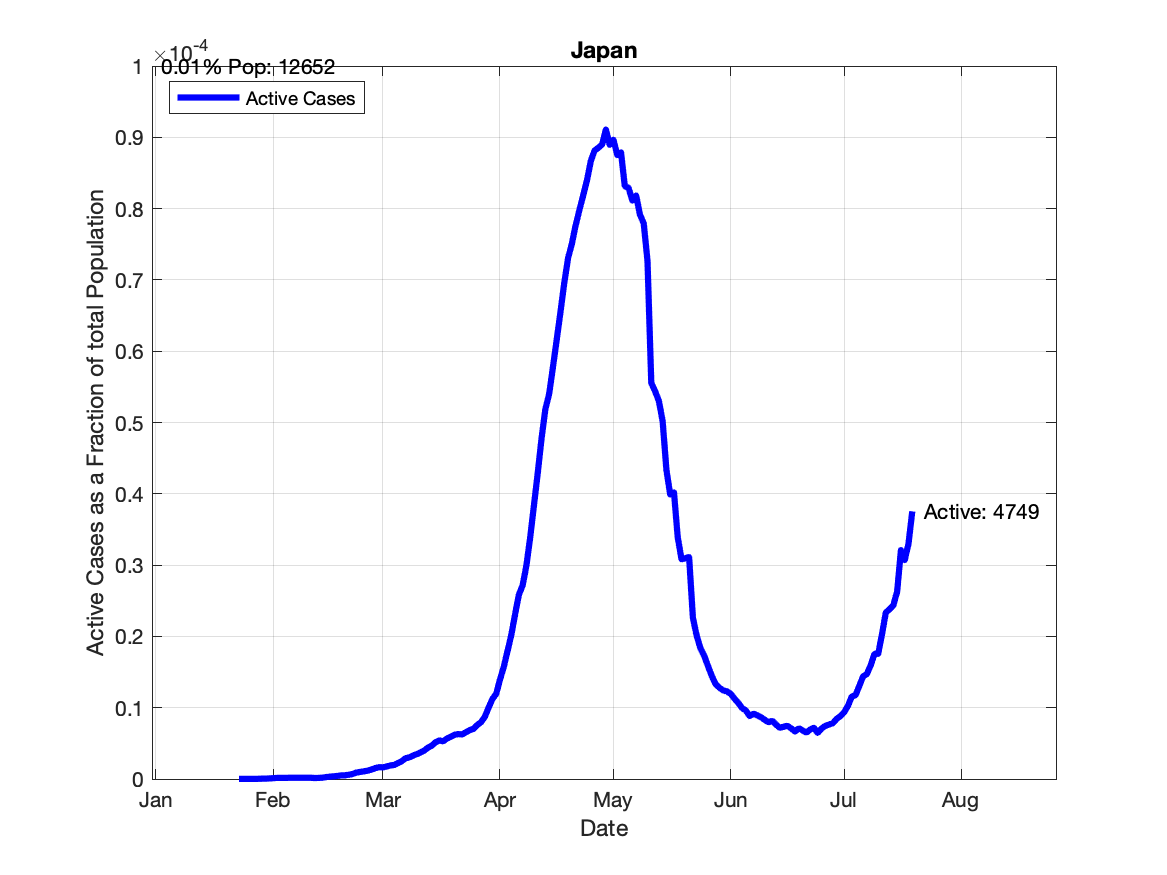 Japan
×10-4
0.01% Pop: 12652
Active Cases
1
0.9
0.8
0.7
0.6
0.5
0.4
0.3
0.2
0.1
0
Active Cases as a Fraction of total Population
Active: 4749
Jan Feb Mar Apr May Jun Jul Aug
Date